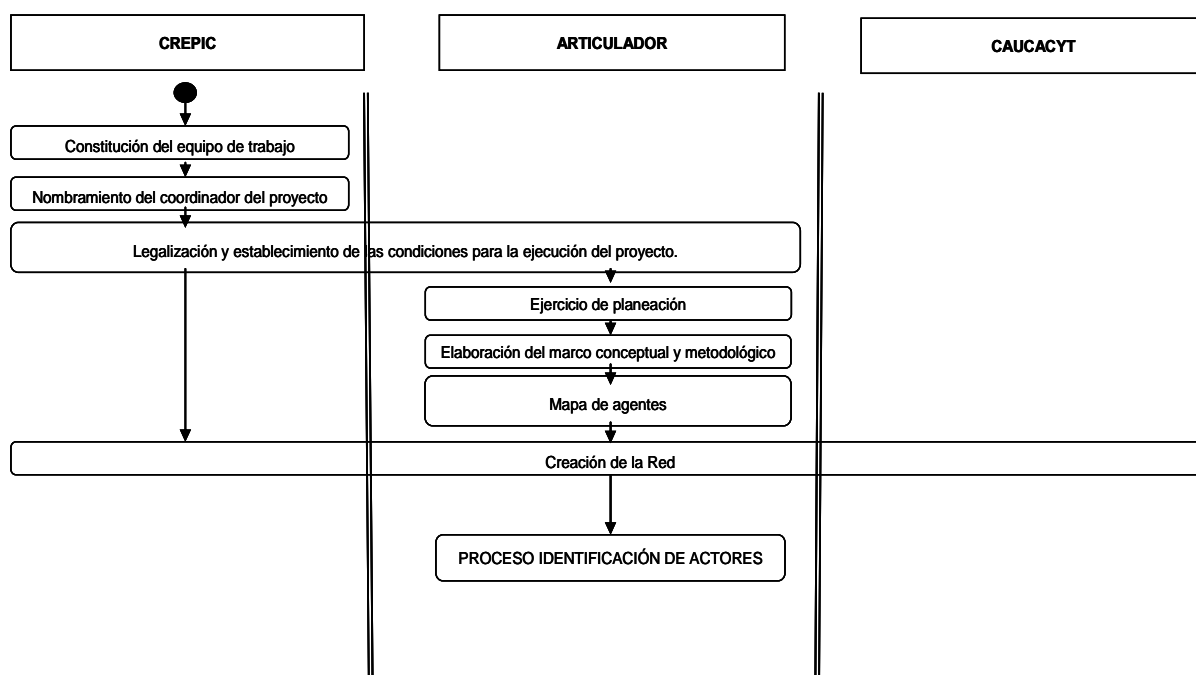 CREPIC
ARTICULADOR
CAUCACYT
Constitución del equipo de trabajo
Nombramiento del coordinador del proyecto
Legalización y establecimiento de las condiciones para la ejecución del proyecto.
Ejercicio de planeación
Elaboración del marco conceptual y metodológico
Mapa de agentes
Creación de la Red
PROCESO IDENTIFICACIÓN DE ACTORES